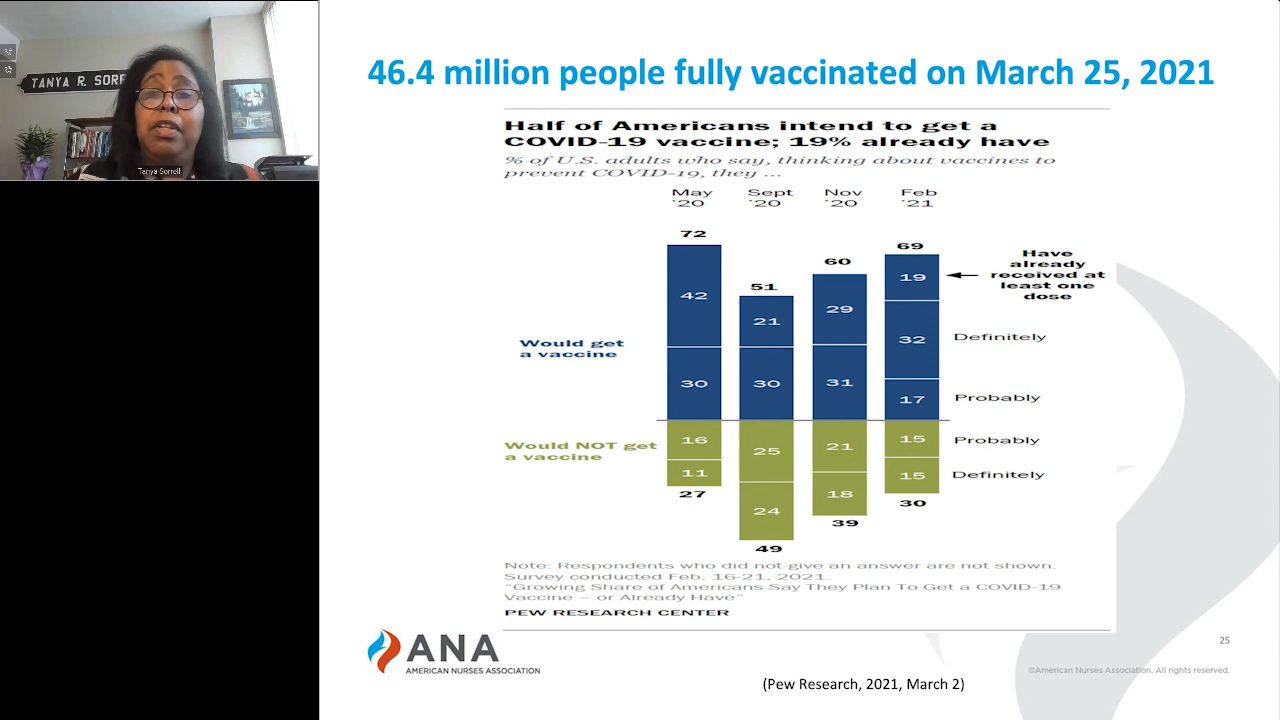 TANYA R. SORR
Tanya Sorrell
46.4 million people fully vaccinated on March 25, 2021
Half of Americans intend to get a
COVID-19 vaccine; 19% already have
% of U.S. adults who say, thinking about vaccines to
prevent COVID-19, they ...
May Sept Nov Feb
'20 '20 '20 '21
72 51 60 69
Have
already
received at
least one
dose
42 21 29 19
32
Definitely
Would get
a vaccine
30 30 31 17
Probably
Would NOT get
a vaccine
16 25 21 15
Probably
11 24 18 15
Definitely
27 49 39 30
Note: Respondents who did not give an answer are not shown.
Survey conducted Feb. 16-21, 2021.
"Growing Share of Americans Say They Plan To Get a COVID-19
Vaccine – or Already Have"
PEW RESEARCH CENTER
ANA
AMERICAN NURSES ASSOCIATION
25
©American Nurses Association. All rights reserved.
(Pew Research, 2021, March 2)